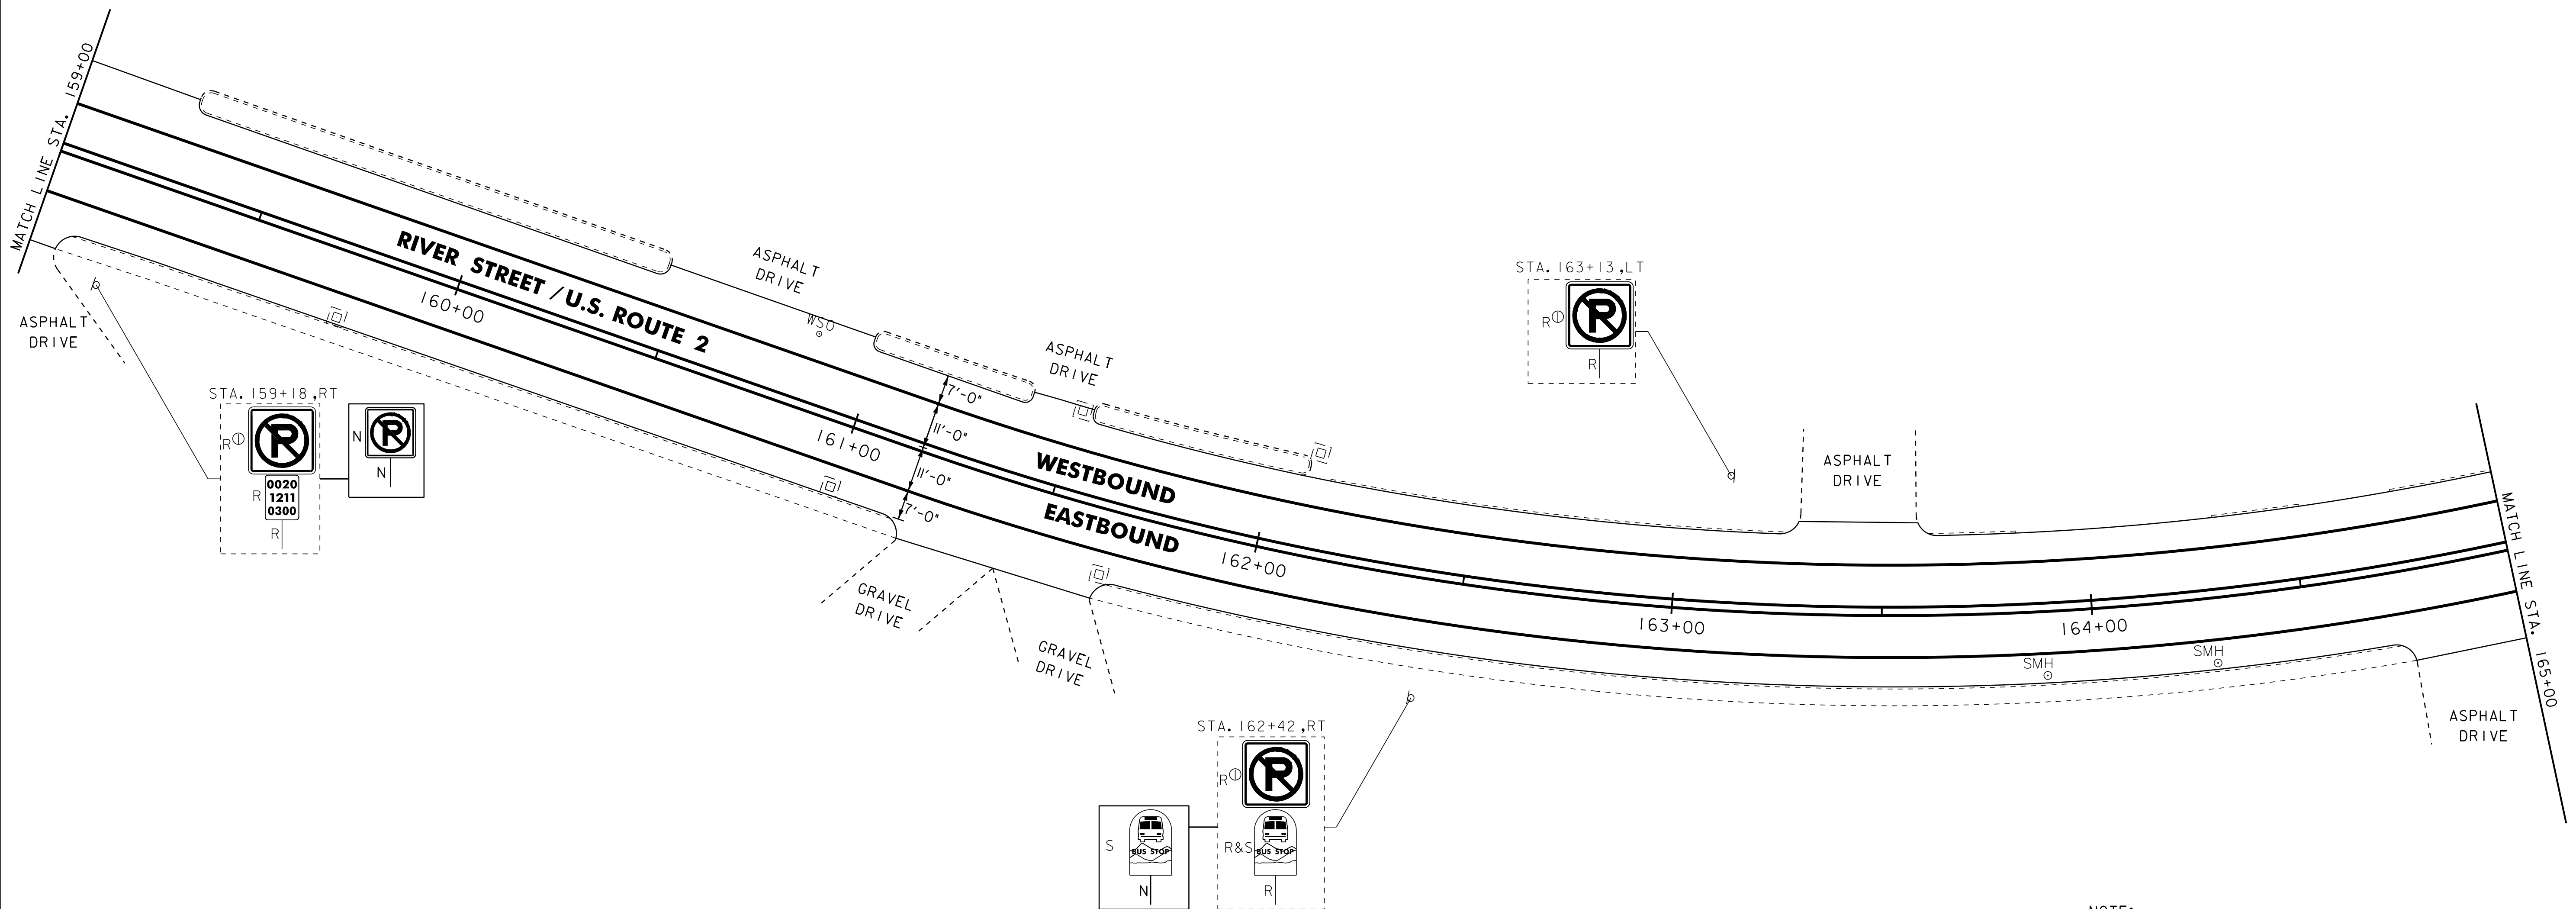 MATCH LINE STA. 159+00
ASPHALT
DRIVE
STA. 159+18 ,RT
R
P
R
0020
1211
0300
R
N
P
N
160+00
RIVER STREET / U.S. ROUTE 2
ASPHALT
DRIVE
WSO
161+00
7'-0"
11'-0"
11'-0"
7'-0"
ASPHALT
DRIVE
WESTBOUND
EASTBOUND
GRAVEL
DRIVE
GRAVEL
DRIVE
162+00
STA. 163+13 ,LT
R
P
R
ASPHALT
DRIVE
163+00
164+00
SMH
SMH
STA. 162+42 ,RT
R
P
S
BUS STOP
N
R&S
BUS STOP
R
MATCH LINE STA. 165+00
ASPHALT
DRIVE
NOTE: